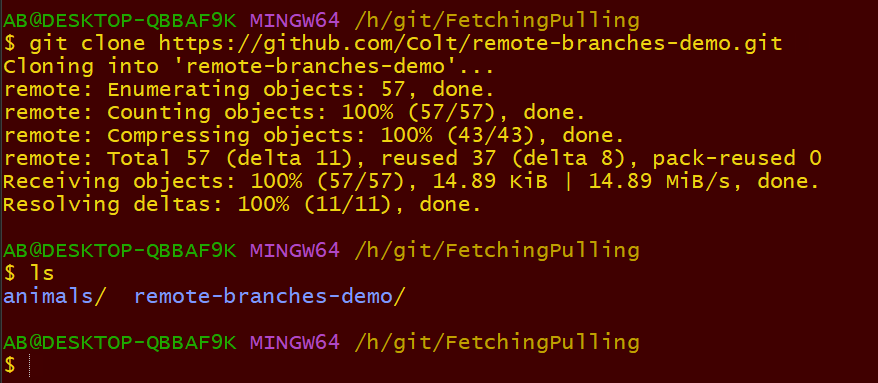 AB@DESKTOP-QBBAF9K MINGW64 /h/git/FetchingPulling
$ git clone https://github.com/Colt/remote-branches-demo.git
Cloning into 'remote-branches-demo'...
remote: Enumerating objects: 57, done.
remote: Counting objects: 100% (57/57), done.
remote: Compressing objects: 100% (43/43), done.
remote: Total 57 (delta 11), reused 37 (delta 8), pack-reused 0
Receiving objects: 100% (57/57), 14.89 KiB | 14.89 MiB/s, done.
Resolving deltas: 100% (11/11), done.
AB@DESKTOP-QBBAF9K MINGW64 /h/git/FetchingPulling
$ ls
animals/  remote-branches-demo/
AB@DESKTOP-QBBAF9K MINGW64 /h/git/FetchingPulling
$